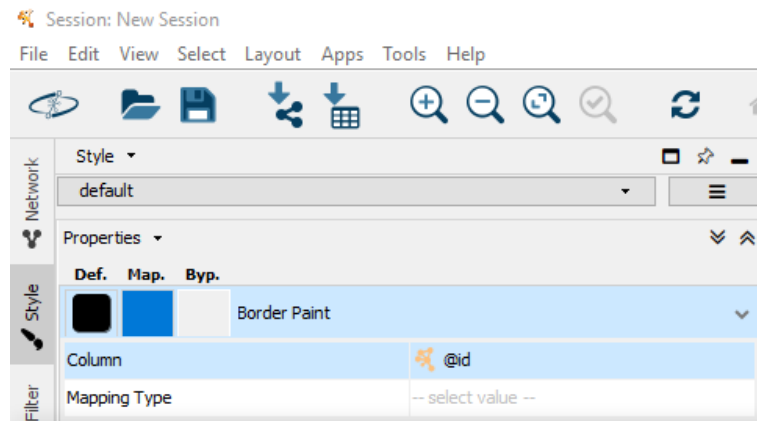 Session: New Session
File Edit View Select Layout Apps Tools Help
Network
Style
Filter
Style
default
Properties
Def. Map. Byp.
Border Paint
Column @id
Mapping Type -- select value --